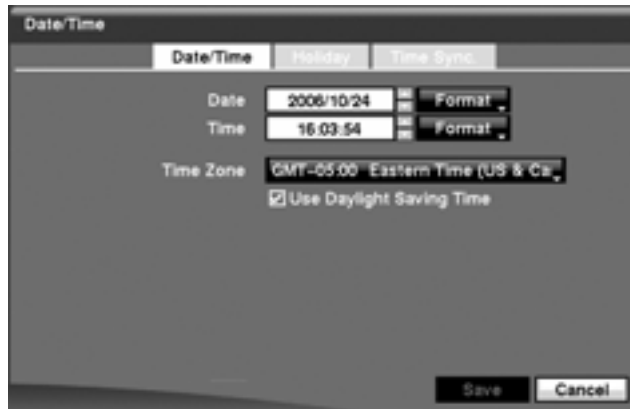 Date/Time
Date/Time Holiday Time Sync.
Date 2006/10/24 Format
Time 16:03:54 Format
Time Zone GMT-05:00 Eastern Time (US & Ca
Use Daylight Saving Time
Save Cancel